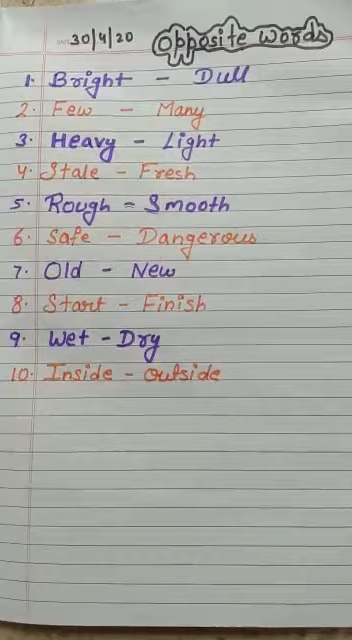 30/4/20 Opposite words
1. Bright - Dull
2. Few - Many
3. Heavy - Light
4. Stale - Fresh
5. Rough = Smooth
6. Safe - Dangerous
7. Old - New
8. Start - Finish
9. Wet - Dry
10. Inside - outside